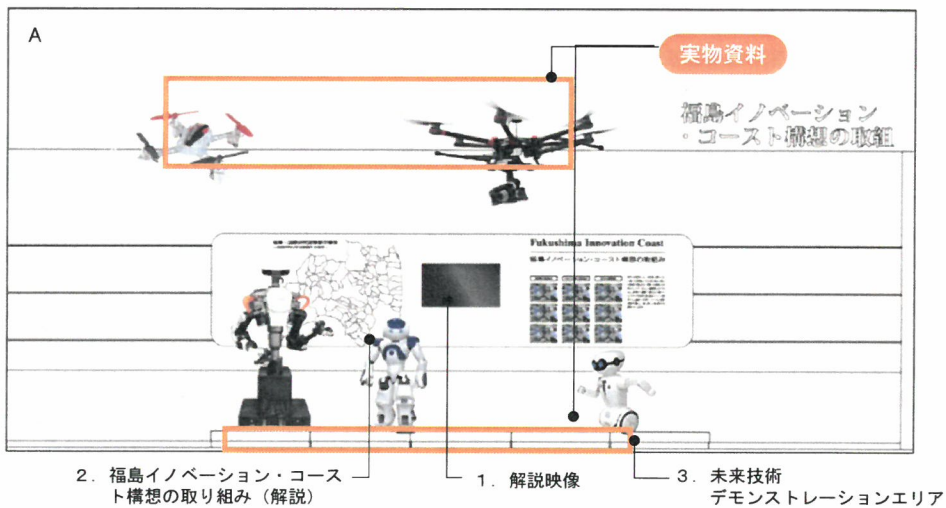 A
実物資料
福島イノベーション
・コースト構想の取組
Fukushima Innovation Coast
福島イノベーション・コースト構想の取組み
2. 福島イノベーション・コース
ト構想の取り組み（解説）
1. 解説映像
3. 未来技術
デモンストレーションエリア